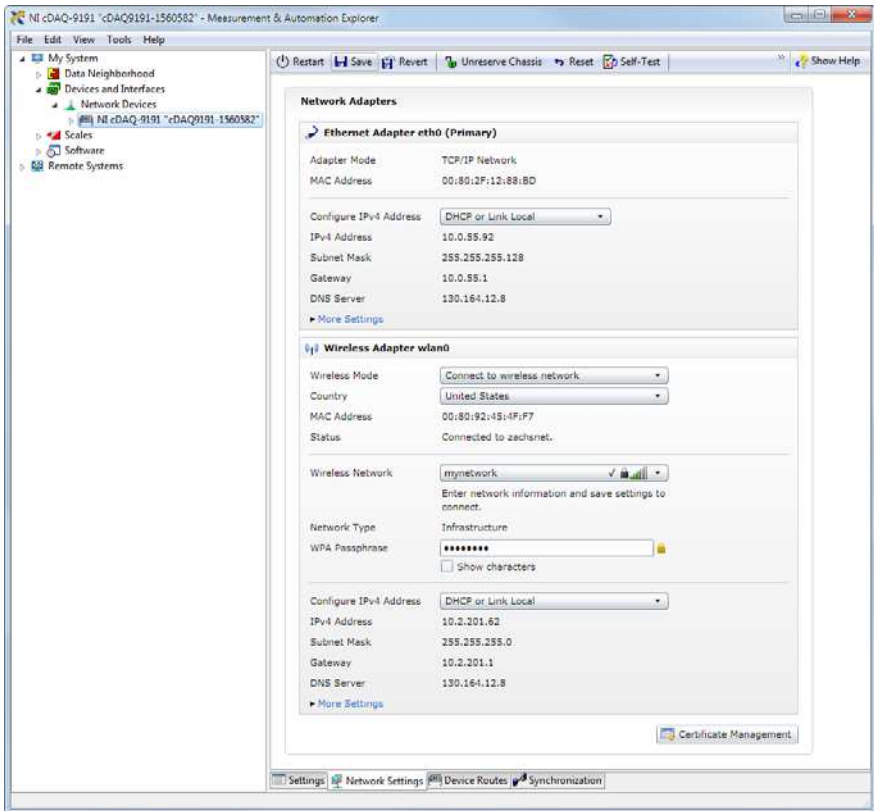 NI cDAQ-9191 "cDAQ9191-1560582" - Measurement & Automation Explorer
File Edit View Tools Help
My System
Data Neighborhood
Devices and Interfaces
Network Devices
NI cDAQ-9191 "cDAQ9191-1560582"
Scales
Software
Remote Systems
Restart Save Revert Unreserve Chassis Reset Self-Test » Show Help
Network Adapters
Ethernet Adapter eth0 (Primary)
Adapter Mode TCP/IP Network
MAC Address 00:80:2F:12:88:BD
Configure IPv4 Address DHCP or Link Local
IPv4 Address 10.0.55.92
Subnet Mask 255.255.255.128
Gateway 10.0.55.1
DNS Server 130.164.12.8
More Settings
Wireless Adapter wlan0
Wireless Mode Connect to wireless network
Country United States
MAC Address 00:80:92:45:4F:F7
Status Connected to zachsnet.
Wireless Network mynetwork
Enter network information and save settings to
connect.
Network Type Infrastructure
WPA Passphrase ••••••••
Show characters
Configure IPv4 Address DHCP or Link Local
IPv4 Address 10.2.201.62
Subnet Mask 255.255.255.0
Gateway 10.2.201.1
DNS Server 130.164.12.8
More Settings
Certificate Management
Settings Network Settings Device Routes Synchronization